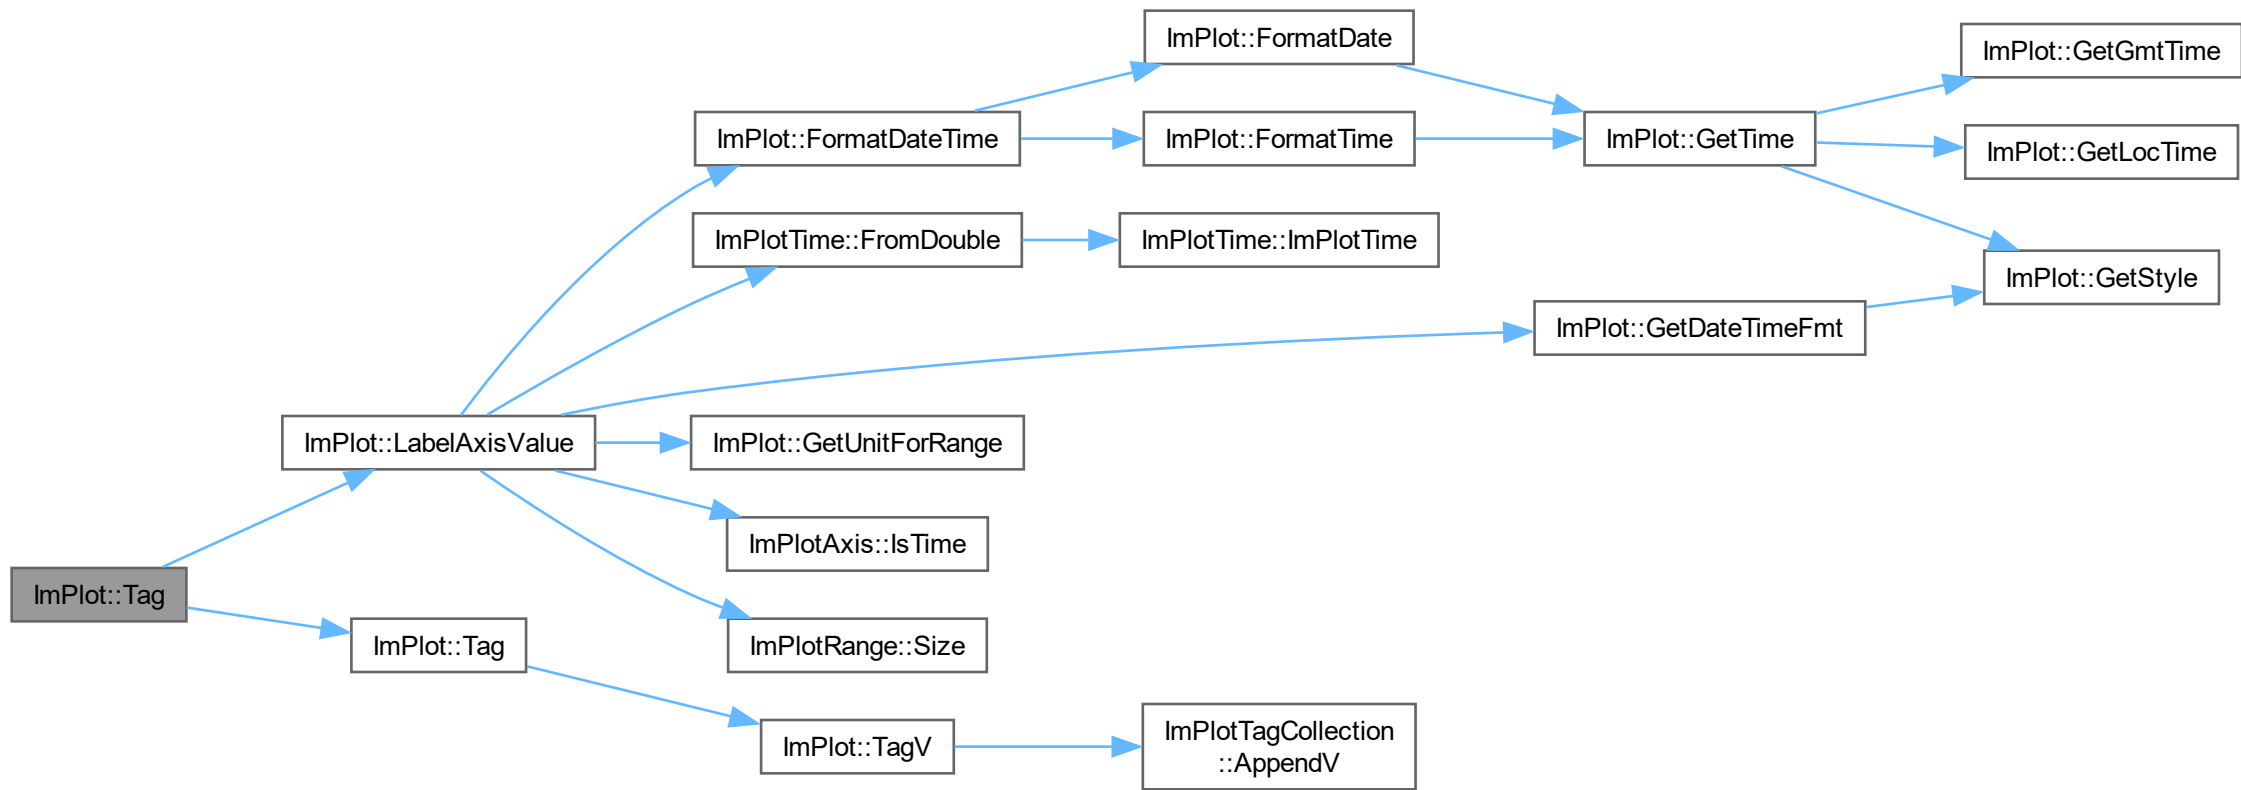 ImPlot::FormatDate
ImPlot::GetGmtTime
ImPlot::FormatDateTime
ImPlot::FormatTime
ImPlot::GetTime
ImPlot::GetLocTime
ImPlotTime::FromDouble
ImPlotTime::ImPlotTime
ImPlot::GetStyle
ImPlot::GetDateTimeFmt
ImPlot::LabelAxisValue
ImPlot::GetUnitForRange
ImPlotAxis::IsTime
ImPlot::Tag
ImPlot::Tag
ImPlotRange::Size
ImPlot::TagV
ImPlotTagCollection
::AppendV